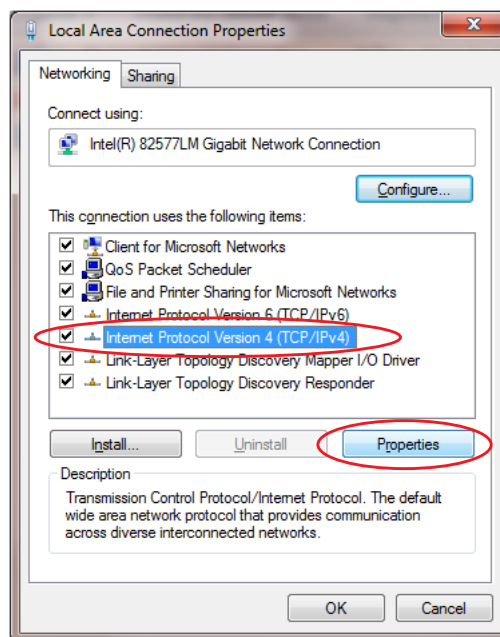 Local Area Connection Properties
Networking
Sharing
Connect using:
Intel(R) 82577LM Gigabit Network Connection
Configure...
This connection uses the following items:
Client for Microsoft Networks
QoS Packet Scheduler
File and Printer Sharing for Microsoft Networks
Internet Protocol Version 6 (TCP/IPv6)
Internet Protocol Version 4 (TCP/IPv4)
Link-Layer Topology Discovery Mapper I/O Driver
Link-Layer Topology Discovery Responder
Install...
Uninstall
Properties
Description
Transmission Control Protocol/Internet Protocol. The default
wide area network protocol that provides communication
across diverse interconnected networks.
OK
Cancel